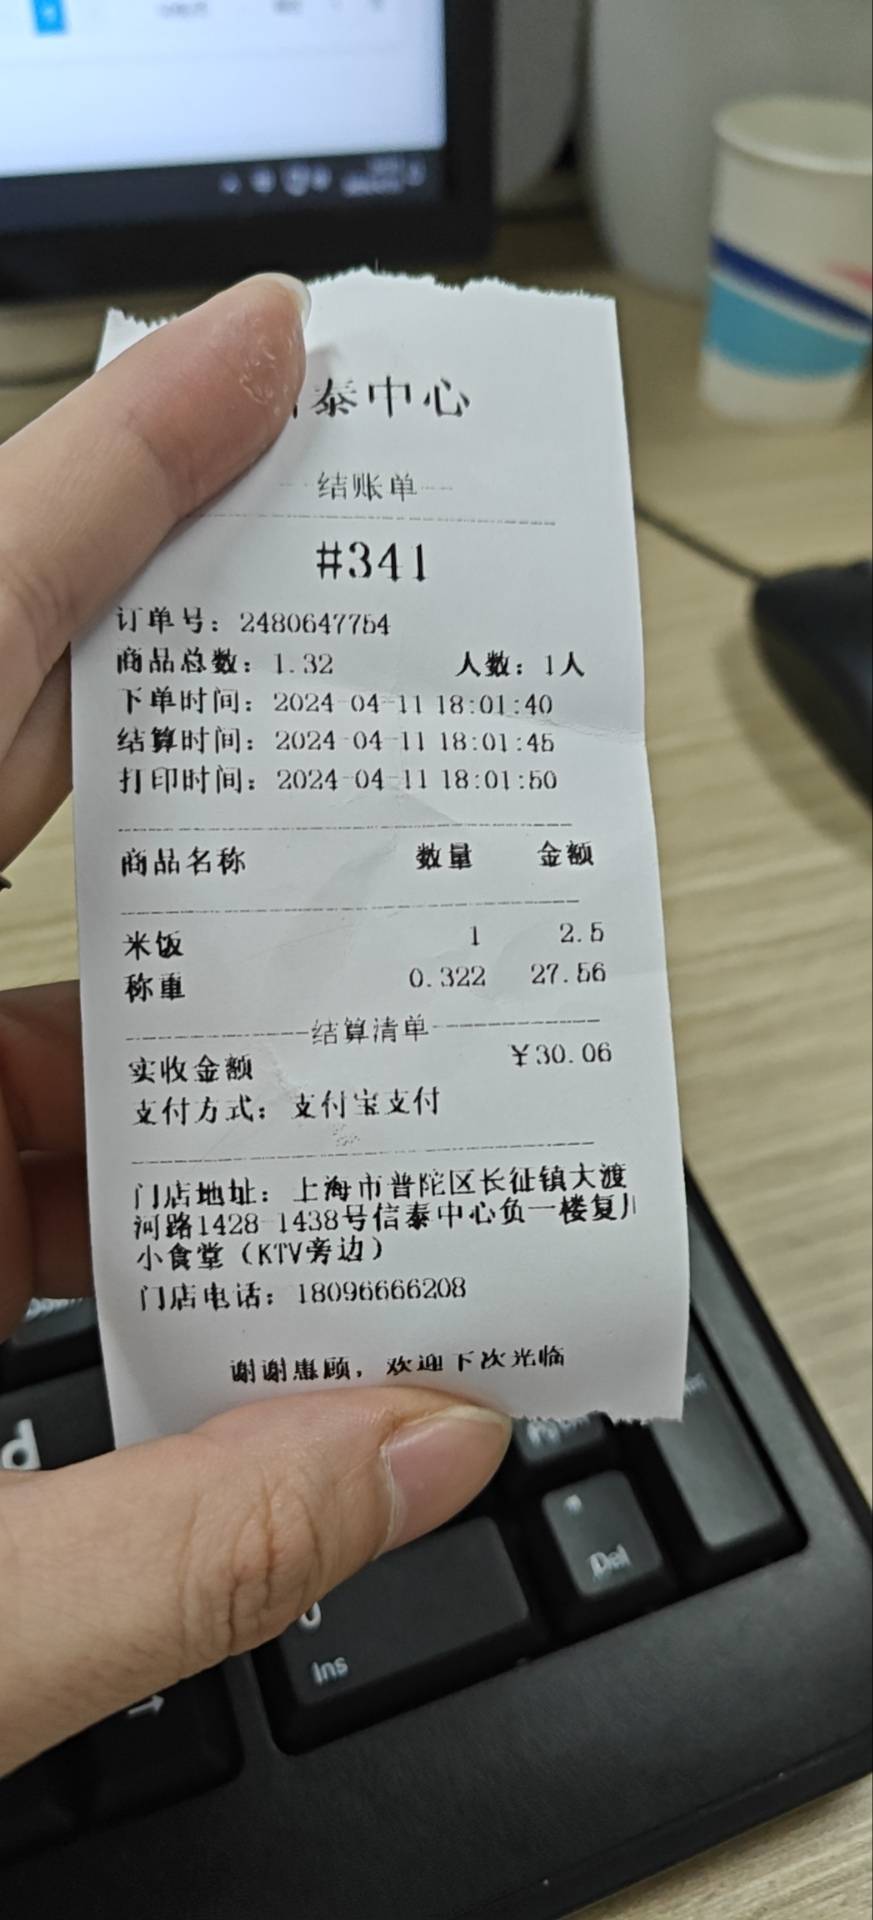 泰中心
结账单
#341
订单号：2480647754
商品总数：1.32 人数：1人
下单时间：2024-04-11 18:01:40
结算时间：2024-04-11 18:01:45
打印时间：2024-04-11 18:01:50
商品名称 数量 金额
米饭 1 2.5
称重 0.322 27.56
结算清单
实收金额 ¥30.06
支付方式：支付宝支付
门店地址：上海市普陀区长征镇大渡
河路1428-1438号信泰中心负一楼复川
小食堂（KTV旁边）
门店电话：18096666208
谢谢惠顾，欢迎下次光临
Del
Ins